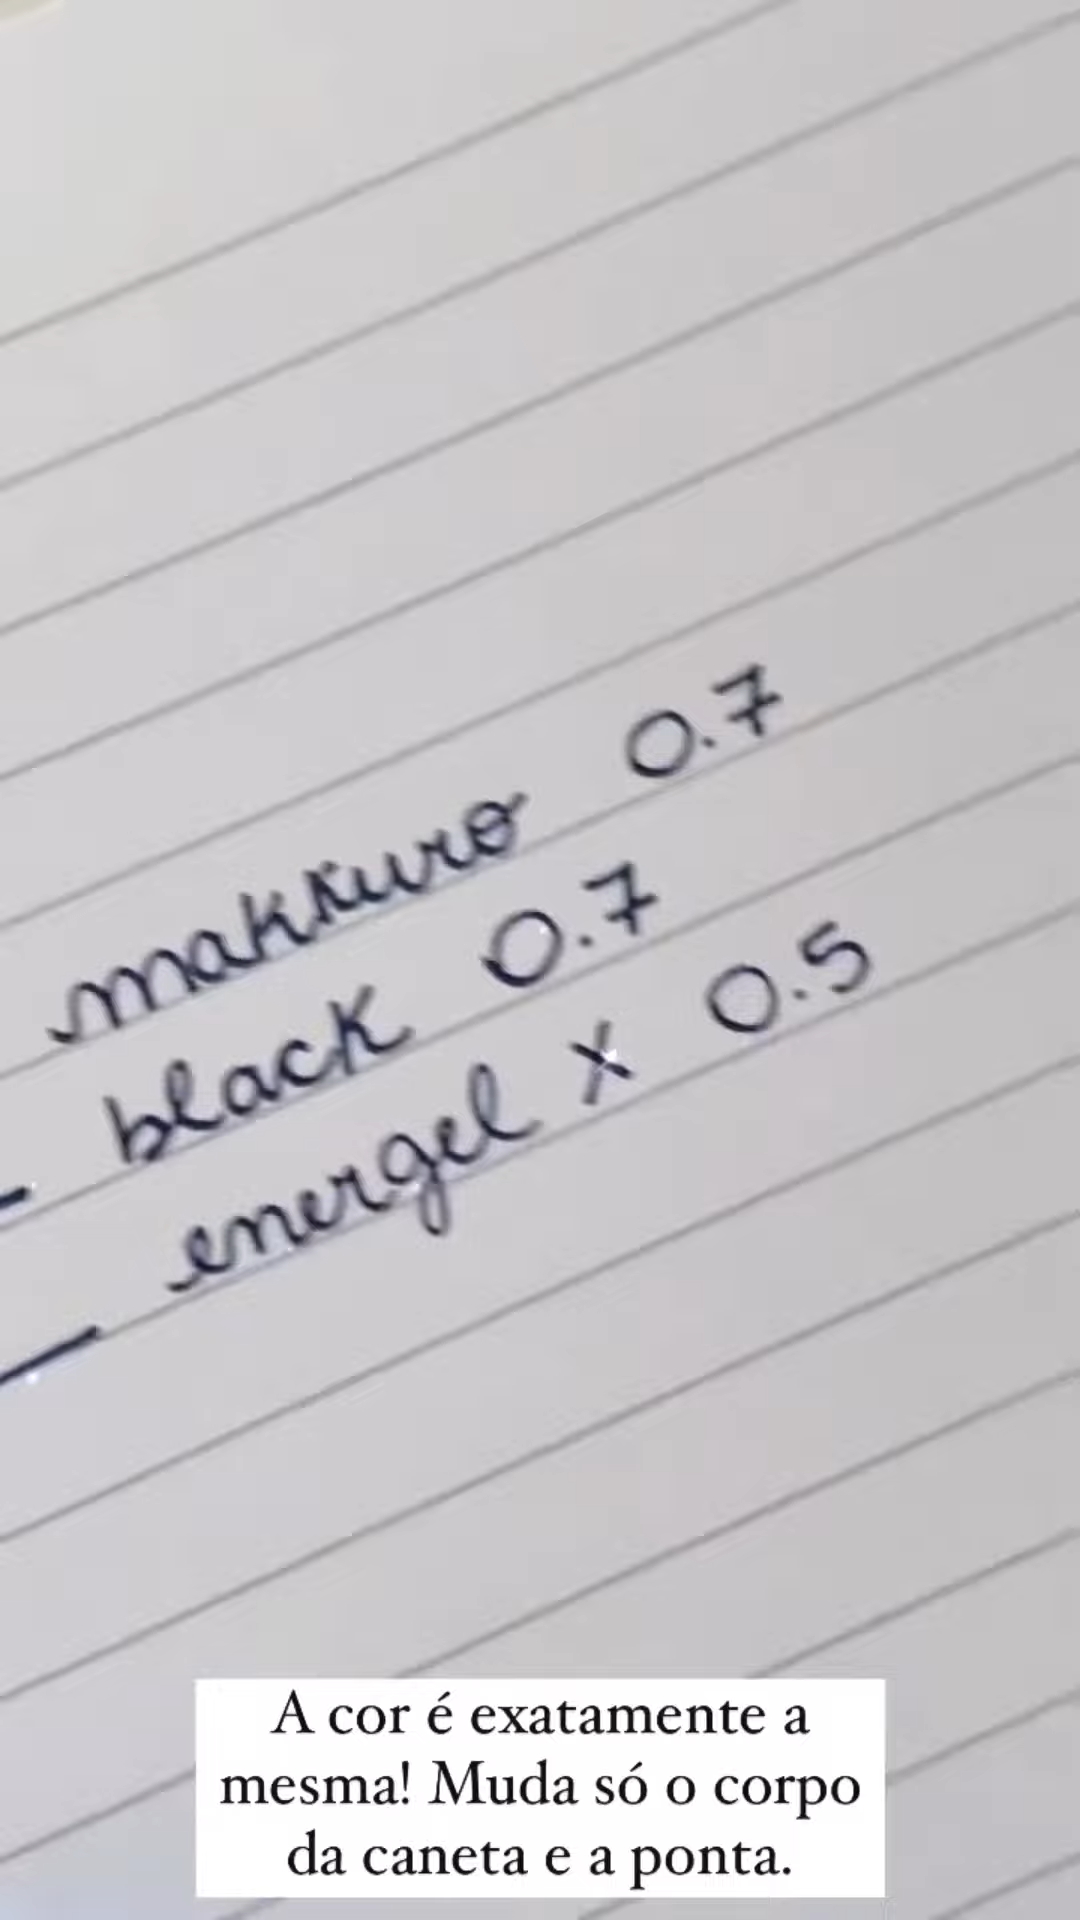 makkuro 0.7
black 0.7
energel x 0.5
A cor é exatamente a
mesma! Muda só o corpo
da caneta e a ponta.